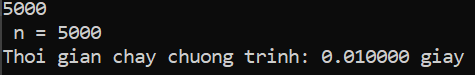 5000
n = 5000
Thoi gian chay chuong trinh: 0.010000 giay